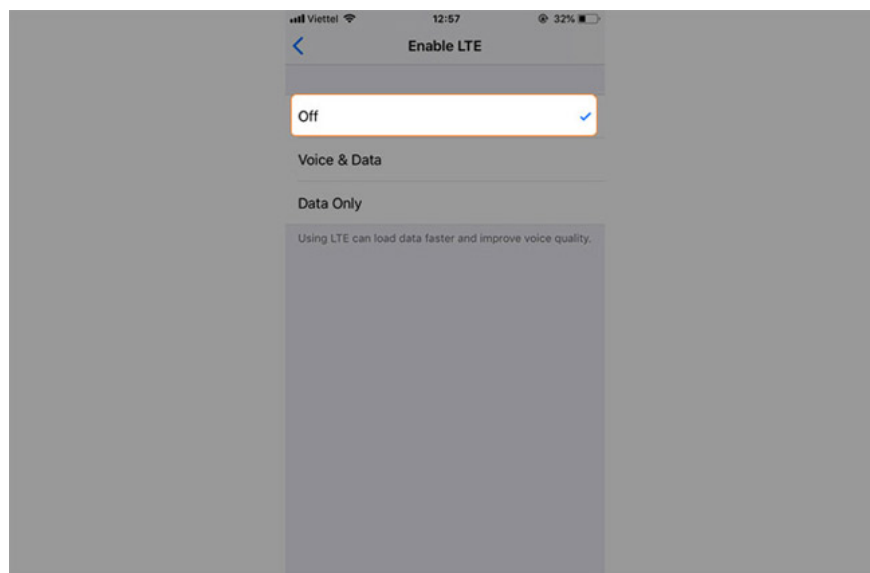 Viettel 12:57 32%
Enable LTE
Off
Voice & Data
Data Only
Using LTE can load data faster and improve voice quality.